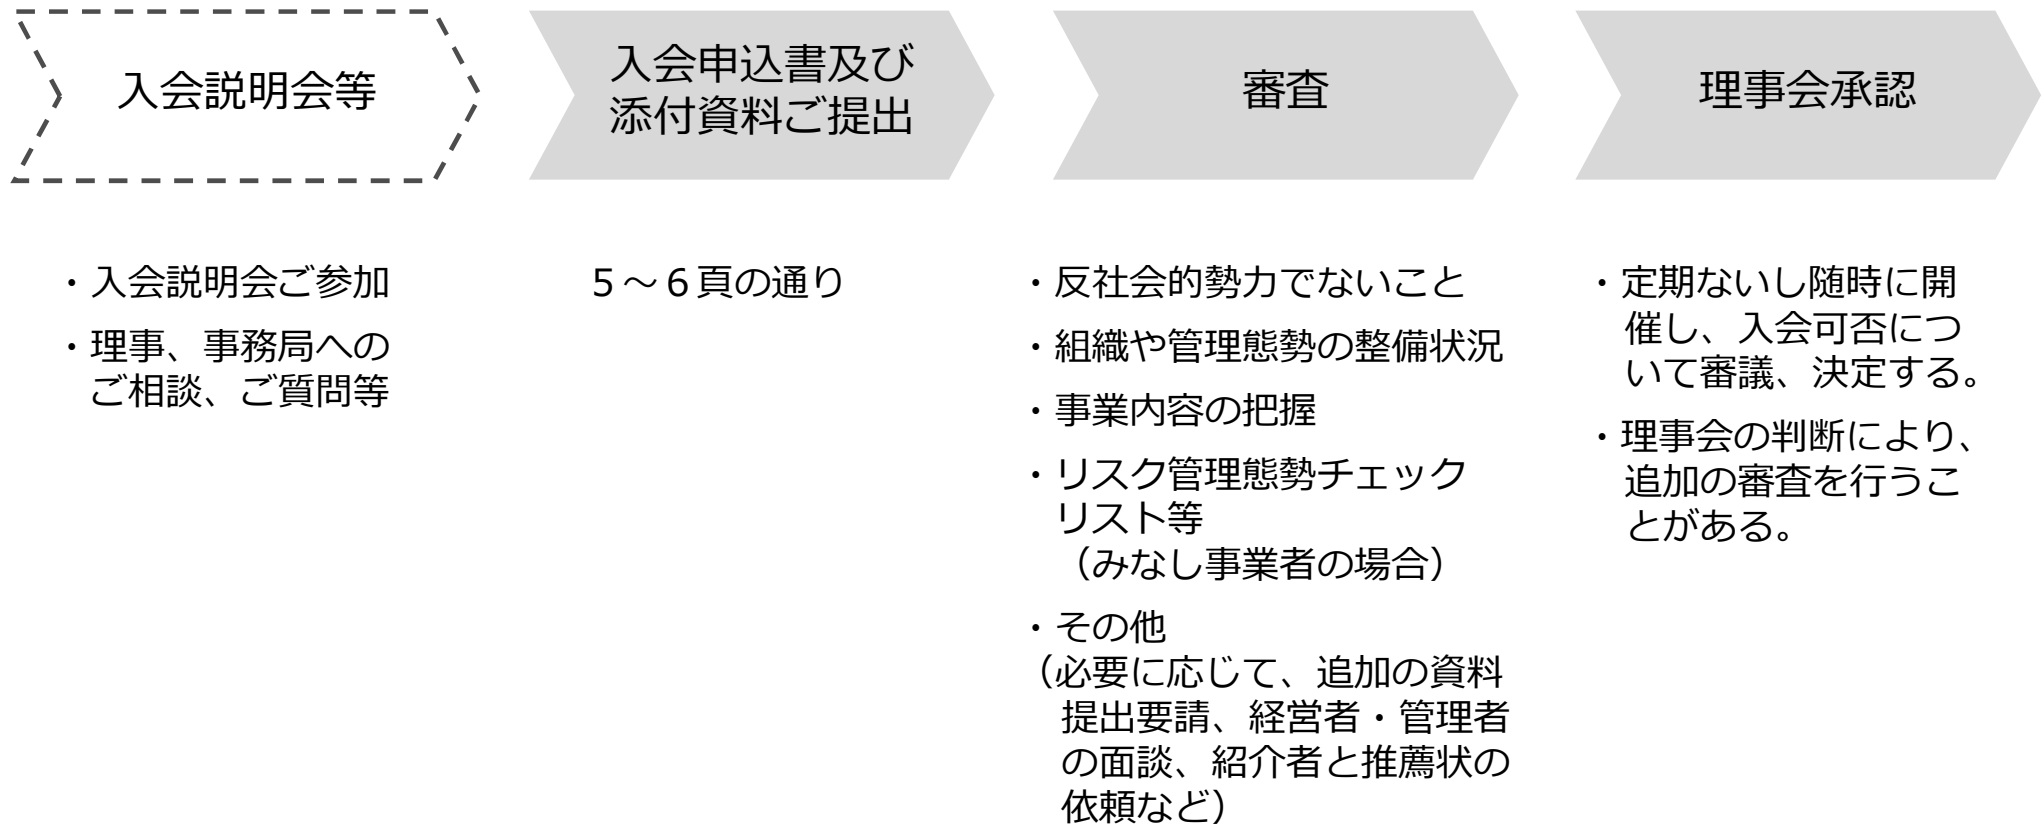 入会説明会等
入会申込書及び
添付資料ご提出
審査
理事会承認
・入会説明会ご参加
・理事、事務局への
ご相談、ご質問等
５～６頁の通り
・反社会的勢力でないこと
・組織や管理態勢の整備状況
・事業内容の把握
・リスク管理態勢チェック
リスト等
（みなし事業者の場合）
・その他
（必要に応じて、追加の資料
提出要請、経営者・管理者
の面談、紹介者と推薦状の
依頼など）
・定期ないし随時に開
催し、入会可否につ
いて審議、決定する。
・理事会の判断により、
追加の審査を行うこ
とがある。